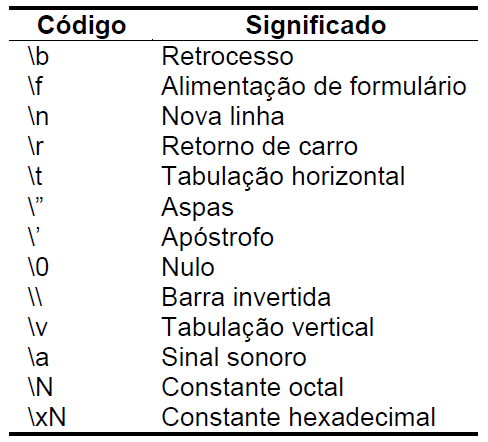 Código Significado
\b Retrocesso
\f Alimentação de formulário
\n Nova linha
\r Retorno de carro
\t Tabulação horizontal
\” Aspas
\’ Apóstrofo
\0 Nulo
\\ Barra invertida
\v Tabulação vertical
\a Sinal sonoro
\N Constante octal
\xN Constante hexadecimal